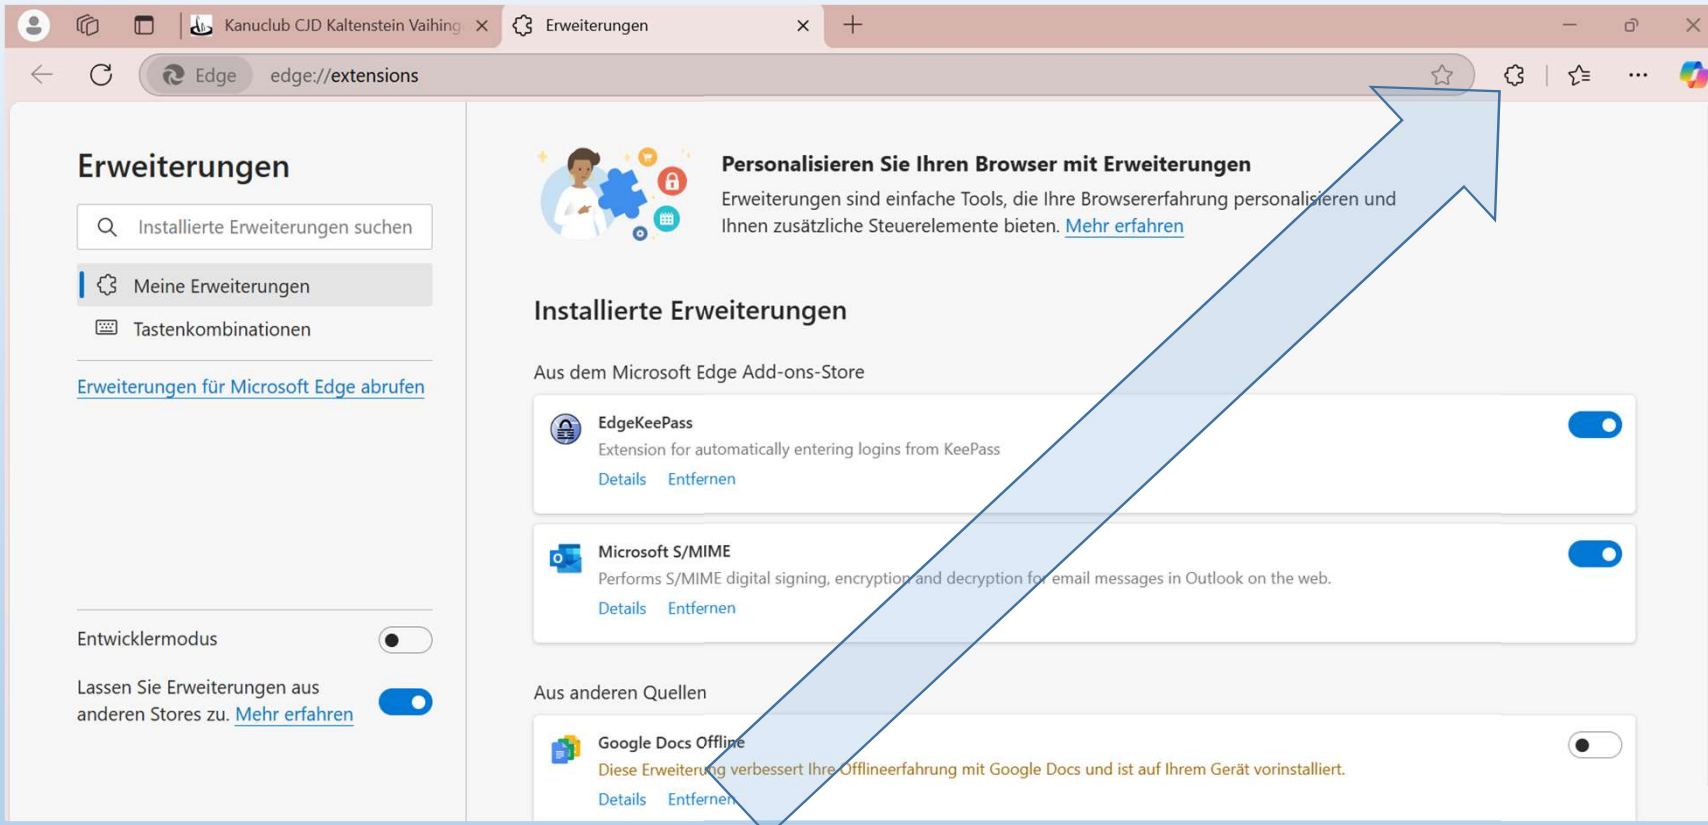 Kanuclub CJD Kaltenstein Vaihing
Erweiterungen
Edge edge://extensions
Erweiterungen
Installierte Erweiterungen suchen
Meine Erweiterungen
Tastenkombinationen
Erweiterungen für Microsoft Edge abrufen
Entwicklermodus
Lassen Sie Erweiterungen aus
anderen Stores zu. Mehr erfahren
Personalisieren Sie Ihren Browser mit Erweiterungen
Erweiterungen sind einfache Tools, die Ihre Browsererfahrung personalisieren und
Ihnen zusätzliche Steuerelemente bieten. Mehr erfahren
Installierte Erweiterungen
Aus dem Microsoft Edge Add-ons-Store
EdgeKeePass
Extension for automatically entering logins from KeePass
Details Entfernen
Microsoft S/MIME
Performs S/MIME digital signing, encryption and decryption for email messages in Outlook on the web.
Details Entfernen
Aus anderen Quellen
Google Docs Offline
Diese Erweiterung verbessert Ihre Offlineerfahrung mit Google Docs und ist auf Ihrem Gerät vorinstalliert.
Details Entfernen